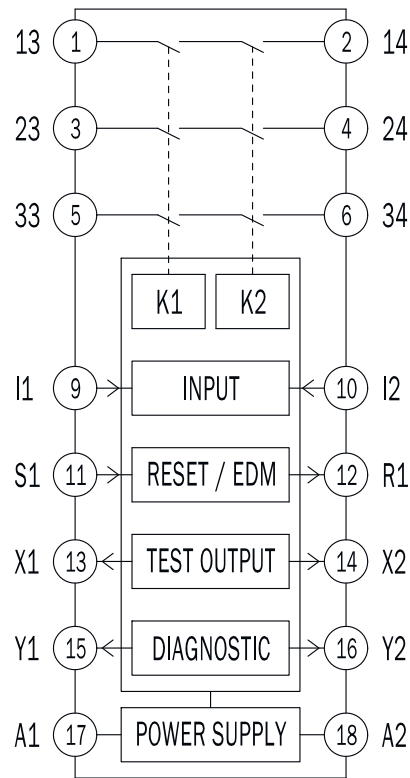 13 1 2 14
23 3 4 24
33 5 6 34
K1 K2
I1 9 INPUT 10 I2
S1 11 RESET / EDM 12 R1
X1 13 TEST OUTPUT 14 X2
Y1 15 DIAGNOSTIC 16 Y2
A1 17 POWER SUPPLY 18 A2